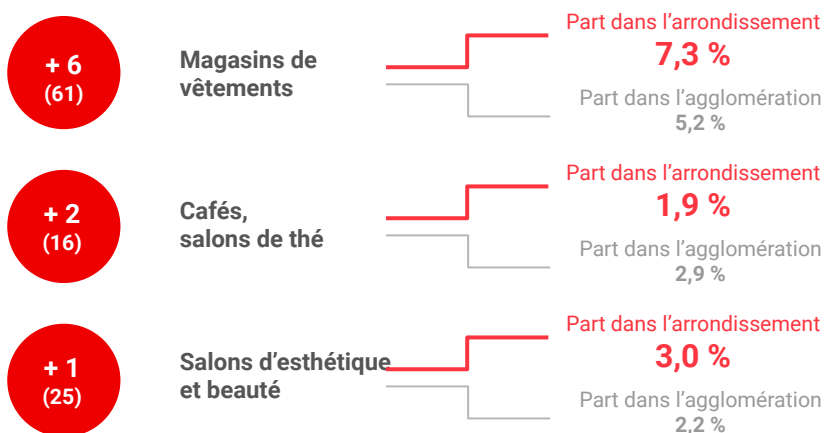 + 6
(61)
Magasins de
vêtements
Part dans l'arrondissement
7,3 %
Part dans l'agglomération
5,2 %
+ 2
(16)
Cafés,
salons de thé
Part dans l'arrondissement
1,9 %
Part dans l'agglomération
2,9 %
+ 1
(25)
Salons d'esthétique
et beauté
Part dans l'arrondissement
3,0 %
Part dans l'agglomération
2,2 %